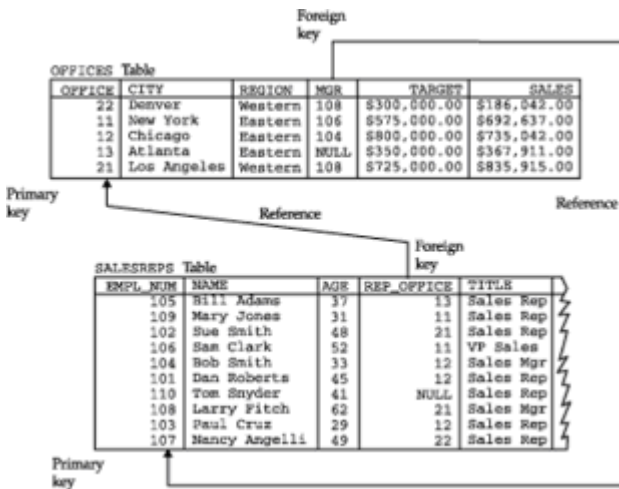 Foreign
key
OFFICES Table
OFFICE CITY REGION MGR TARGET SALES
22 Denver Western 108 $300,000.00 $186,042.00
11 New York Eastern 106 $575,000.00 $692,637.00
12 Chicago Eastern 104 $800,000.00 $735,042.00
13 Atlanta Eastern NULL $350,000.00 $367,911.00
21 Los Angeles Western 108 $725,000.00 $835,915.00
Primary
key
Reference
Reference
Foreign
key
SALESREPS Table
EMPL_NUM NAME AGE REP_OFFICE TITLE
105 Bill Adams 37 13 Sales Rep
109 Mary Jones 31 11 Sales Rep
102 Sue Smith 48 21 Sales Rep
106 Sam Clark 52 11 VP Sales
104 Bob Smith 33 12 Sales Mgr
101 Dan Roberts 45 12 Sales Rep
110 Tom Snyder 41 NULL Sales Rep
108 Larry Fitch 62 21 Sales Mgr
103 Paul Cruz 29 12 Sales Rep
107 Nancy Angelli 49 22 Sales Rep
Primary
key